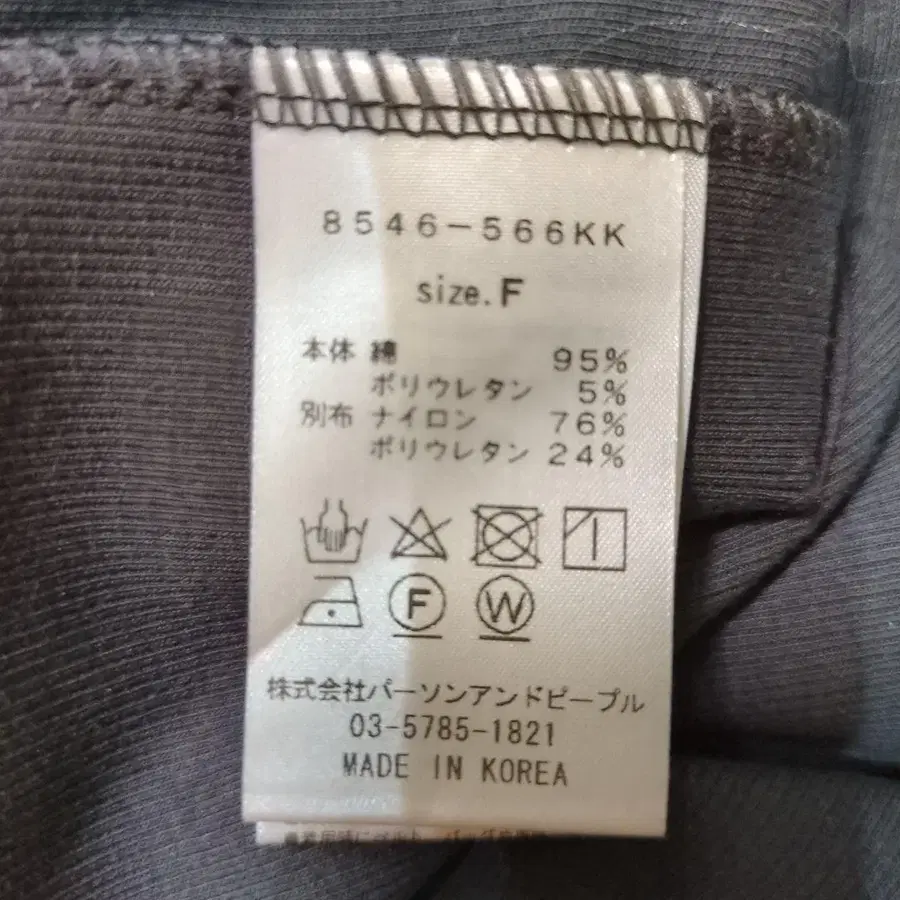 8546-566KK
size.F
本体 綿 95%
ポリウレタン 5%
別布 ナイロン 76%
ポリウレタン 24%
F W
株式会社パーソンアンドピープル
03-5785-1821
MADE IN KOREA